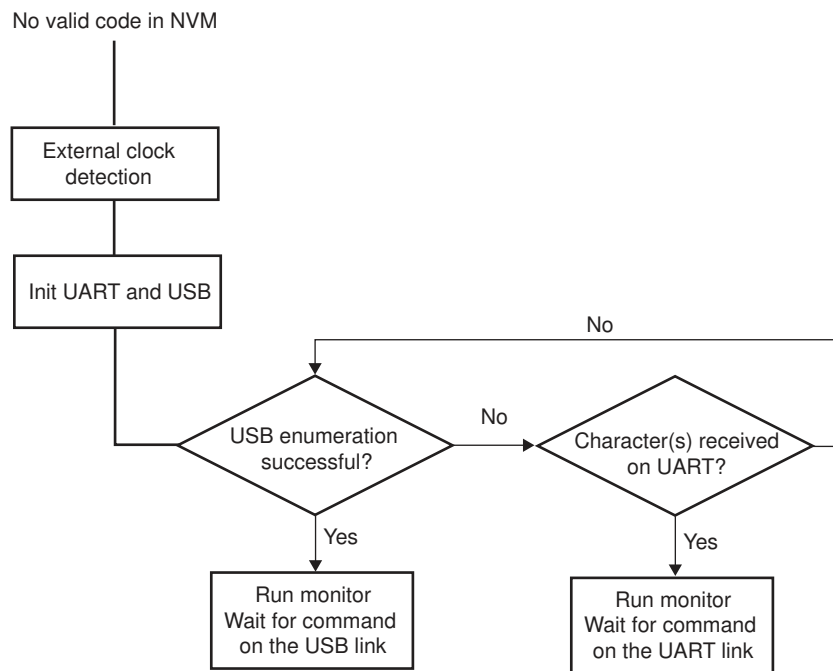 No valid code in NVM
External clock
detection
Init UART and USB
No
USB enumeration
successful?
No
Character(s) received
on UART?
Yes
Yes
Run monitor
Wait for command
on the USB link
Run monitor
Wait for command
on the UART link